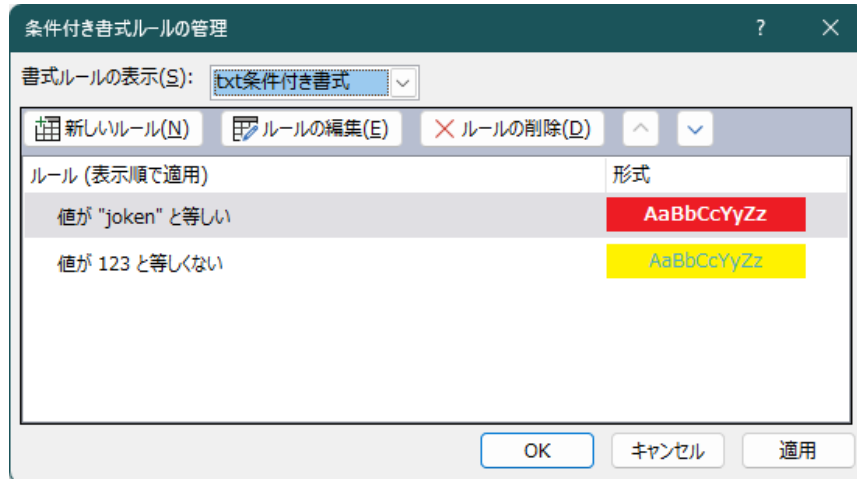 条件付き書式ルールの管理 ?
書式ルールの表示(S): txt条件付き書式
新しいルール(N) ルールの編集(E) ルールの削除(D)
ルール (表示順で適用) 形式
値が "joken" と等しい AaBbCcYyZz
値が 123 と等しくない AaBbCcYyZz
OK キャンセル 適用